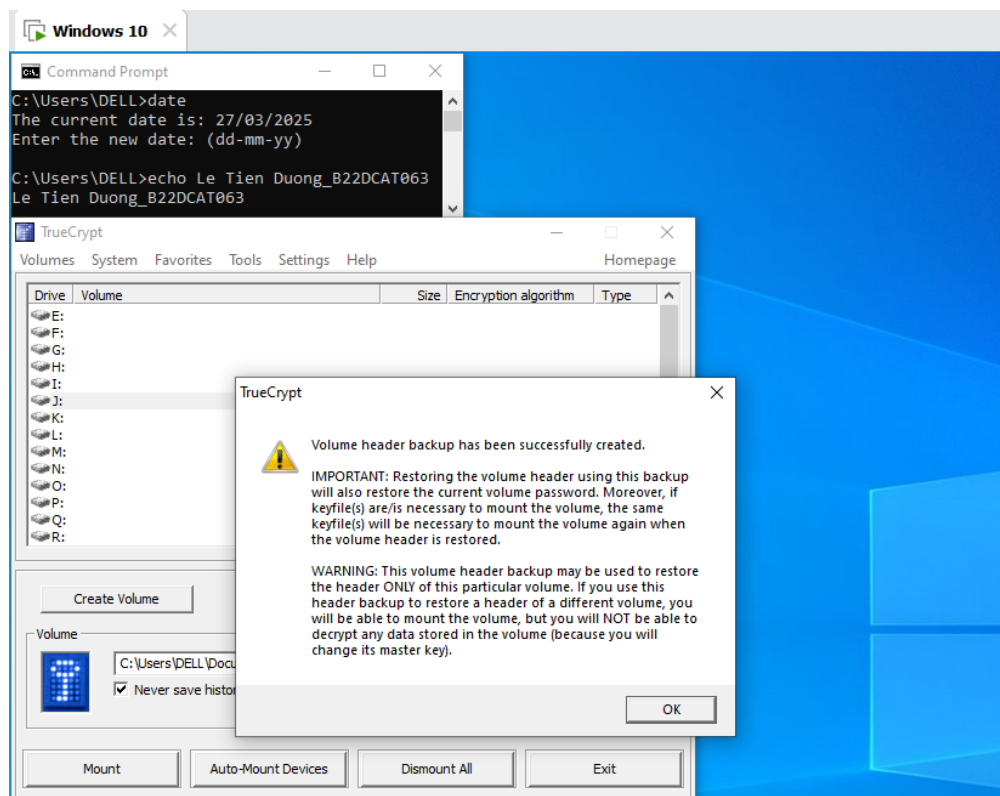 Windows 10
Command Prompt
C:\Users\DELL>date
The current date is: 27/03/2025
Enter the new date: (dd-mm-yy)
C:\Users\DELL>echo Le Tien Duong_B22DCAT063
Le Tien Duong_B22DCAT063
TrueCrypt
Volumes System Favorites Tools Settings Help Homepage
Drive Volume Size Encryption algorithm Type
E:
F:
G:
H:
I:
J:
K:
L:
M:
N:
O:
P:
Q:
R:
TrueCrypt
Volume header backup has been successfully created.
IMPORTANT: Restoring the volume header using this backup
will also restore the current volume password. Moreover, if
keyfile(s) are/is necessary to mount the volume, the same
keyfile(s) will be necessary to mount the volume again when
the volume header is restored.
WARNING: This volume header backup may be used to restore
the header ONLY of this particular volume. If you use this
header backup to restore a header of a different volume, you
will be able to mount the volume, but you will NOT be able to
decrypt any data stored in the volume (because you will
change its master key).
OK
Create Volume
Volume
C:\Users\DELL\Docu
Never save histor
Mount Auto-Mount Devices Dismount All Exit